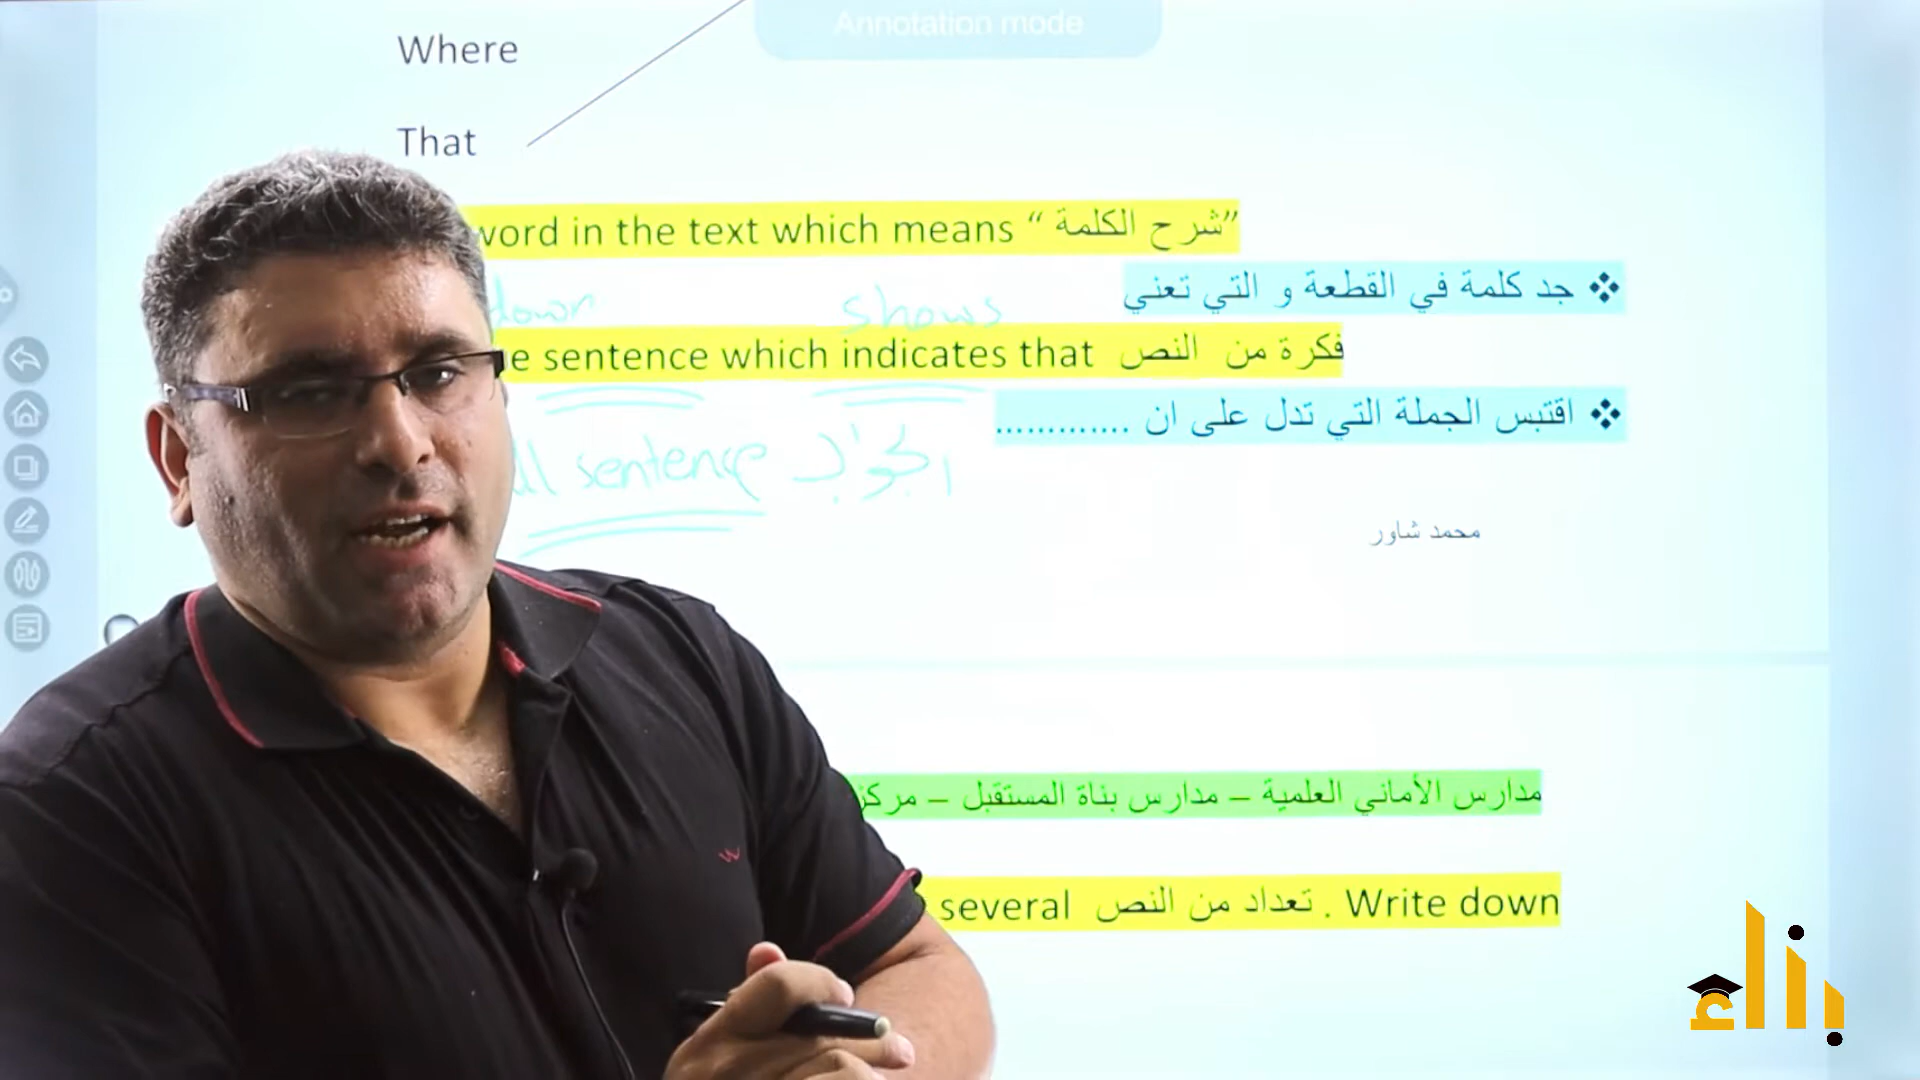 Annotation mode
Where
That
word in the text which means “ شرح الكلمة”
❖ جد كلمة في القطعة و التي تعني
down shows
sentence which indicates that فكرة من النص
❖ اقتبس الجملة التي تدل على ان .............
sentence
محمد شاور
مدارس الأماني العلمية – مدارس بناة المستقبل – مركز
several تعداد من النص . Write down
بناء